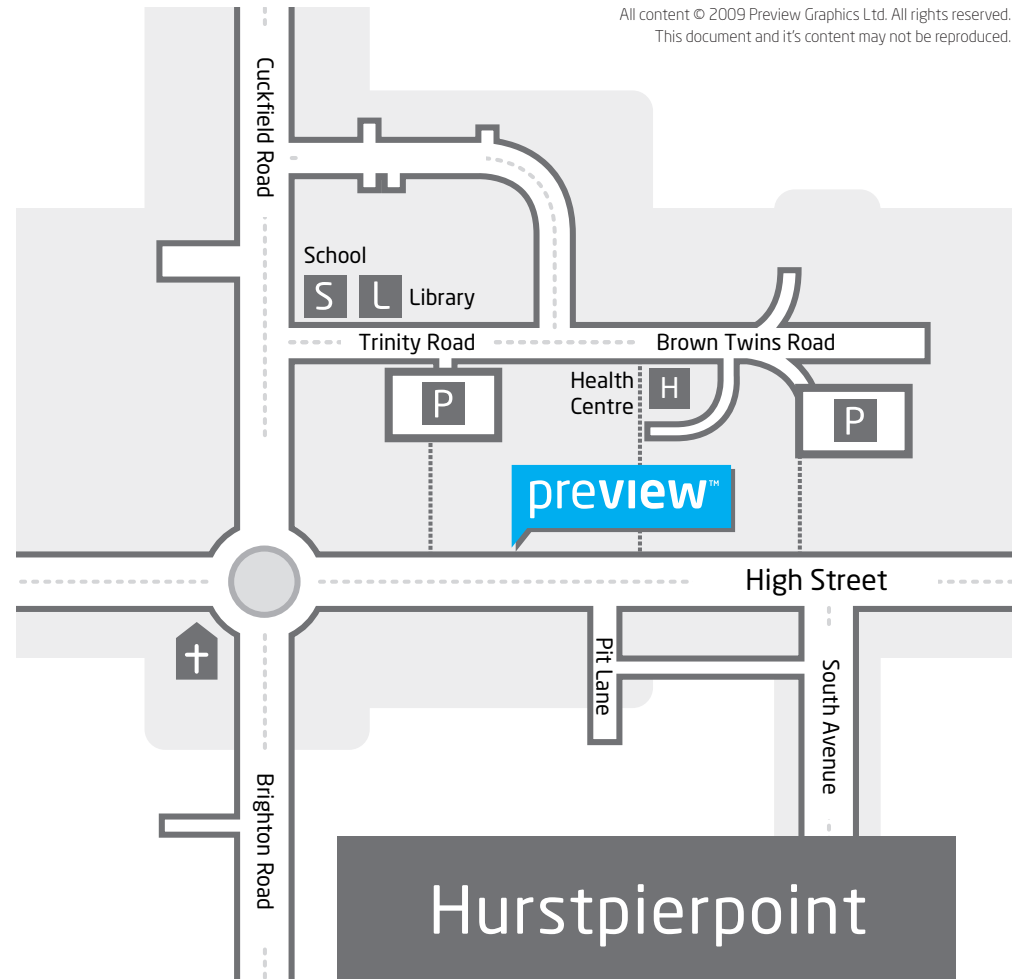 All content © 2009 Preview Graphics Ltd. All rights reserved.
This document and it's content may not be reproduced.
Cuckfield Road
School
S
L
Library
Trinity Road
Brown Twins Road
Health
Centre
H
P
P
preview™
High Street
Pit Lane
South Avenue
Brighton Road
Hurstpierpoint